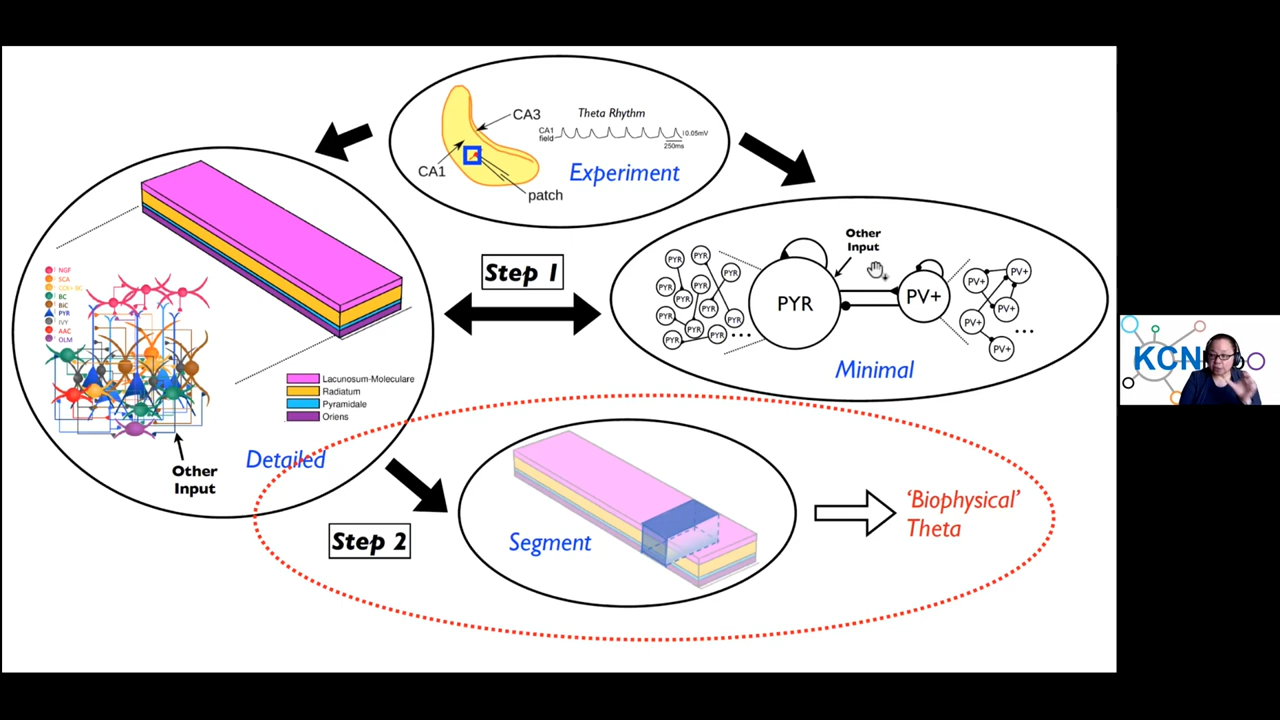 CA3
Theta Rhythm
CA1
field
0.05mV
250ms
CA1
Experiment
patch
NGF
SCA
CCK+ BC
BC
BiC
PYR
IVY
AAC
OLM
Lacunosum-Moleculare
Radiatum
Pyramidale
Oriens
Other
Input
Detailed
Step 1
Other
Input
PYR
PYR
PYR
PYR
PYR
PYR
PYR
PYR
PYR
PYR
PYR
...
PYR
PV+
PV+
PV+
PV+
PV+
PV+
...
Minimal
Step 2
Segment
'Biophysical'
Theta
KCN